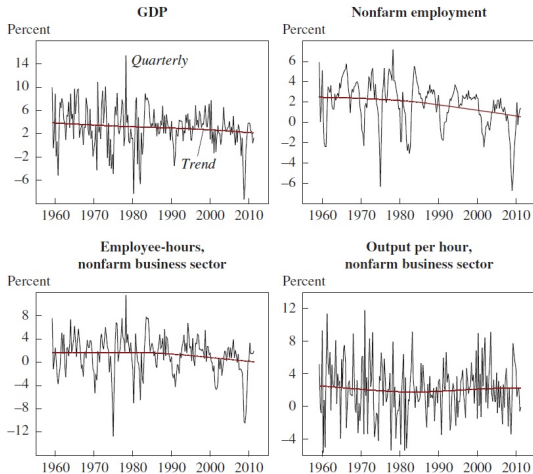 GDP
Percent
14
10
6
2
−2
−6
Quarterly
Trend
1960 1970 1980 1990 2000 2010
Nonfarm employment
Percent
6
4
2
0
−2
−4
−6
1960 1970 1980 1990 2000 2010
Employee-hours,
nonfarm business sector
Percent
8
4
0
−4
−8
−12
1960 1970 1980 1990 2000 2010
Output per hour,
nonfarm business sector
Percent
12
8
4
0
−4
1960 1970 1980 1990 2000 2010